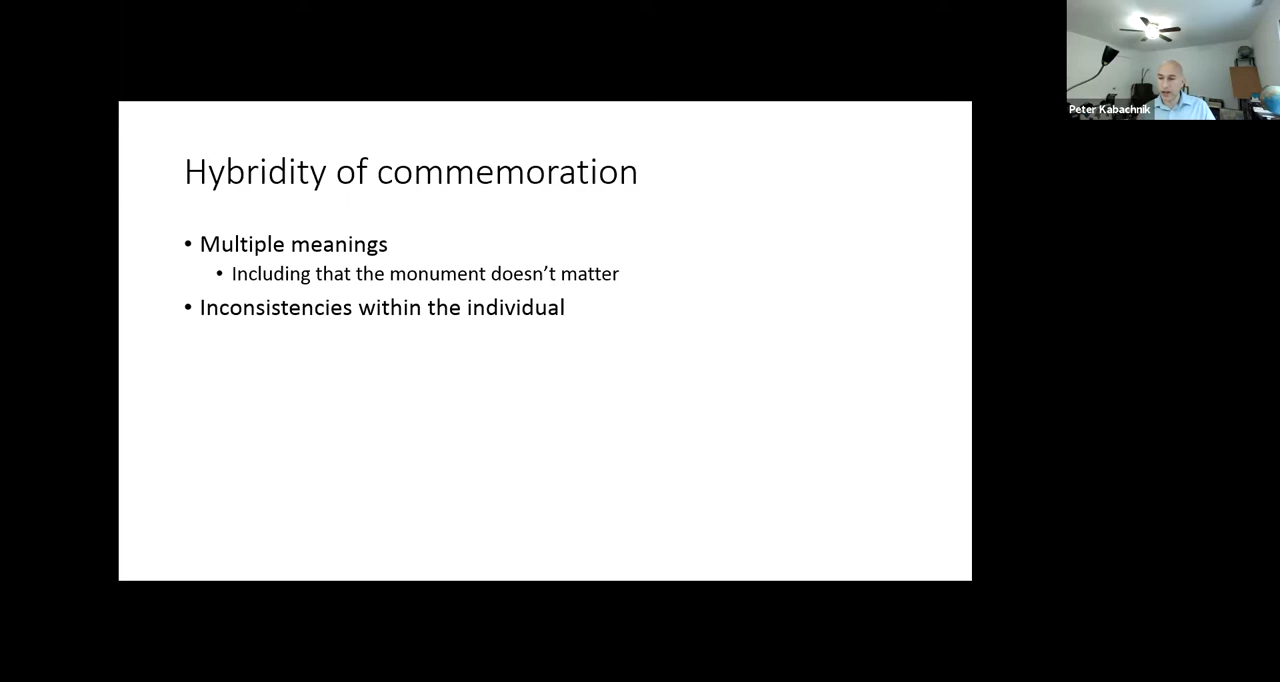 Peter Kabachnik
Hybridity of commemoration
• Multiple meanings
• Including that the monument doesn’t matter
• Inconsistencies within the individual